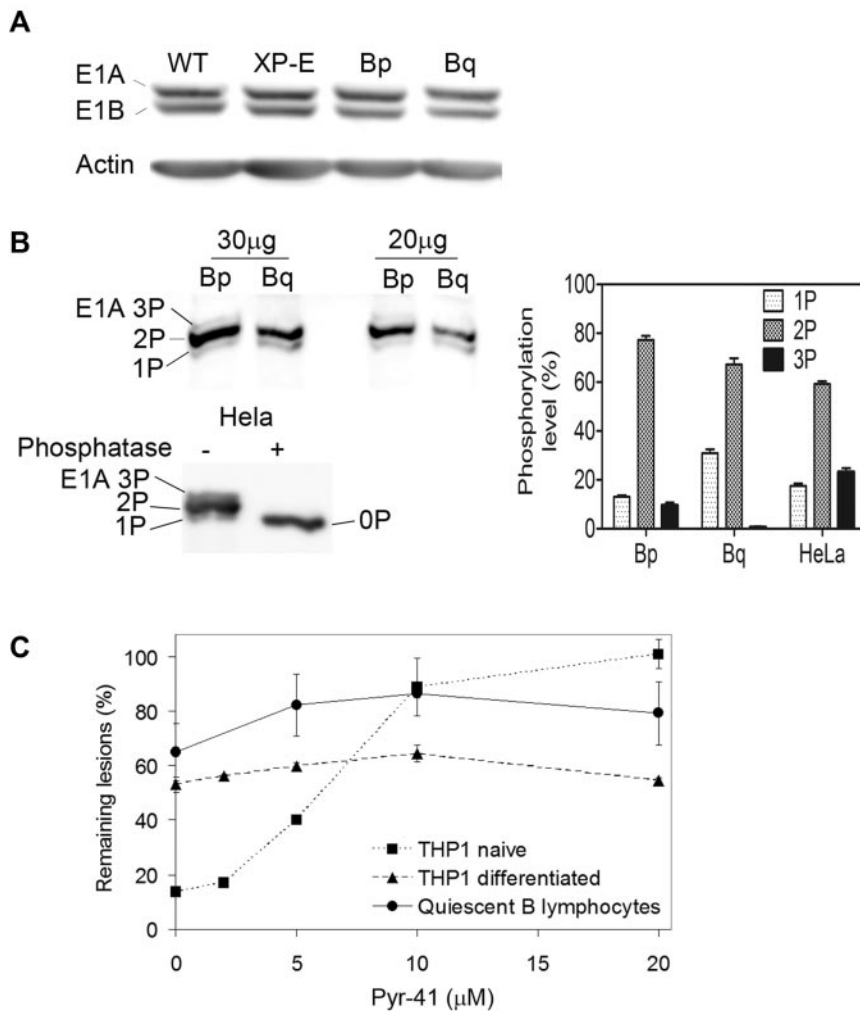 A
WT XP-E Bp Bq
E1A
E1B
Actin
B
30µg 20µg
Bp Bq Bp Bq
E1A 3P
2P
1P
Hela
Phosphatase - +
E1A 3P
2P
1P
0P
Phosphorylation
level (%)
100
80
60
40
20
0
1P
2P
3P
Bp Bq HeLa
C
Remaining lesions (%)
100
80
60
40
20
0
THP1 naive
THP1 differentiated
Quiescent B lymphocytes
0 5 10 15 20
Pyr-41 (µM)